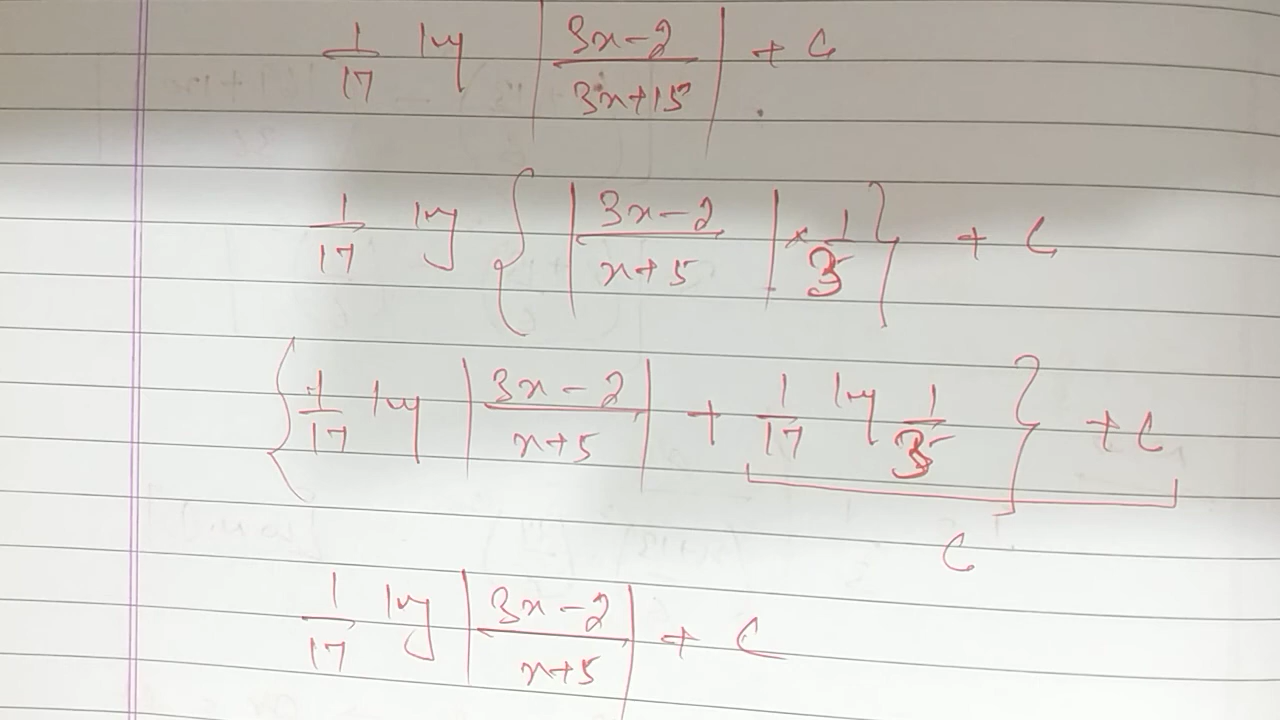 1/17 log |(3x-2)/(3x+15)| + C
1/17 log { |(3x-2)/(x+5)| × 1/3 } + C
{ 1/17 log |(3x-2)/(x+5)| + 1/17 log 1/3 } + C
C
1/17 log |(3x-2)/(x+5)| + C